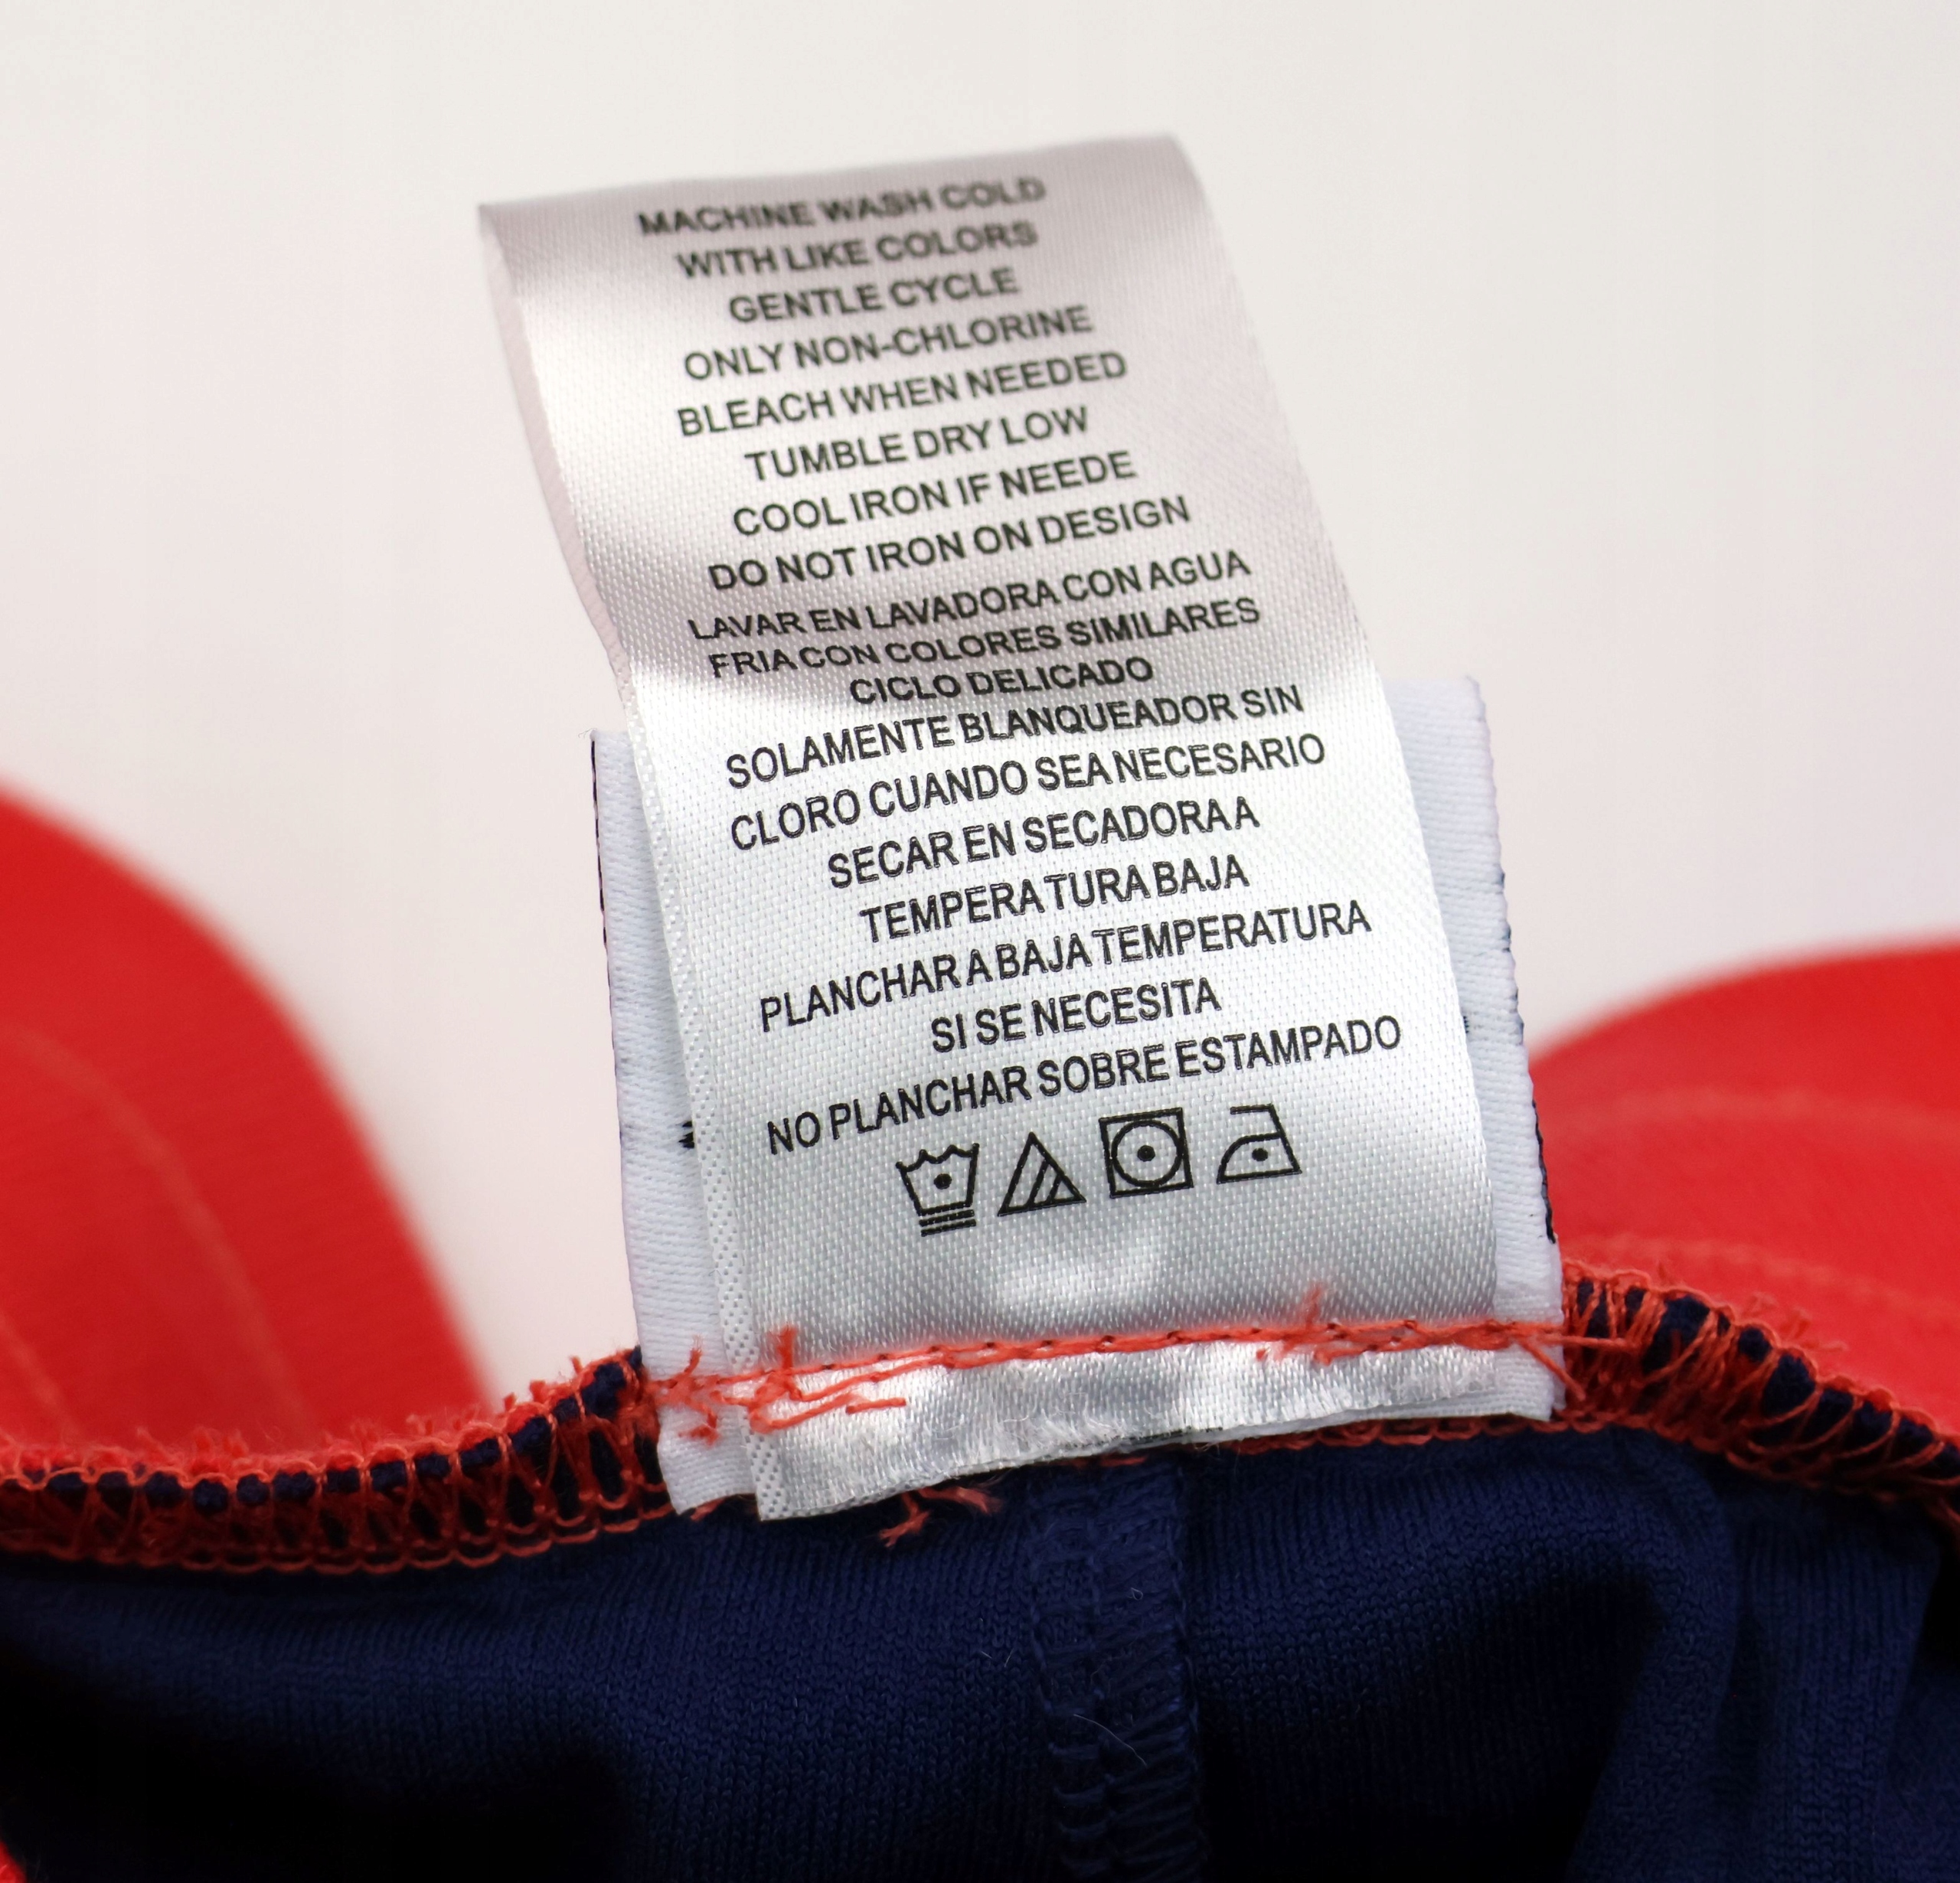 MACHINE WASH COLD
WITH LIKE COLORS
GENTLE CYCLE
ONLY NON-CHLORINE
BLEACH WHEN NEEDED
TUMBLE DRY LOW
COOL IRON IF NEEDE
DO NOT IRON ON DESIGN
LAVAR EN LAVADORA CON AGUA
FRIA CON COLORES SIMILARES
CICLO DELICADO
SOLAMENTE BLANQUEADOR SIN
CLORO CUANDO SEA NECESARIO
SECAR EN SECADORA A
TEMPERATURA BAJA
PLANCHAR A BAJA TEMPERATURA
SI SE NECESITA
NO PLANCHAR SOBRE ESTAMPADO